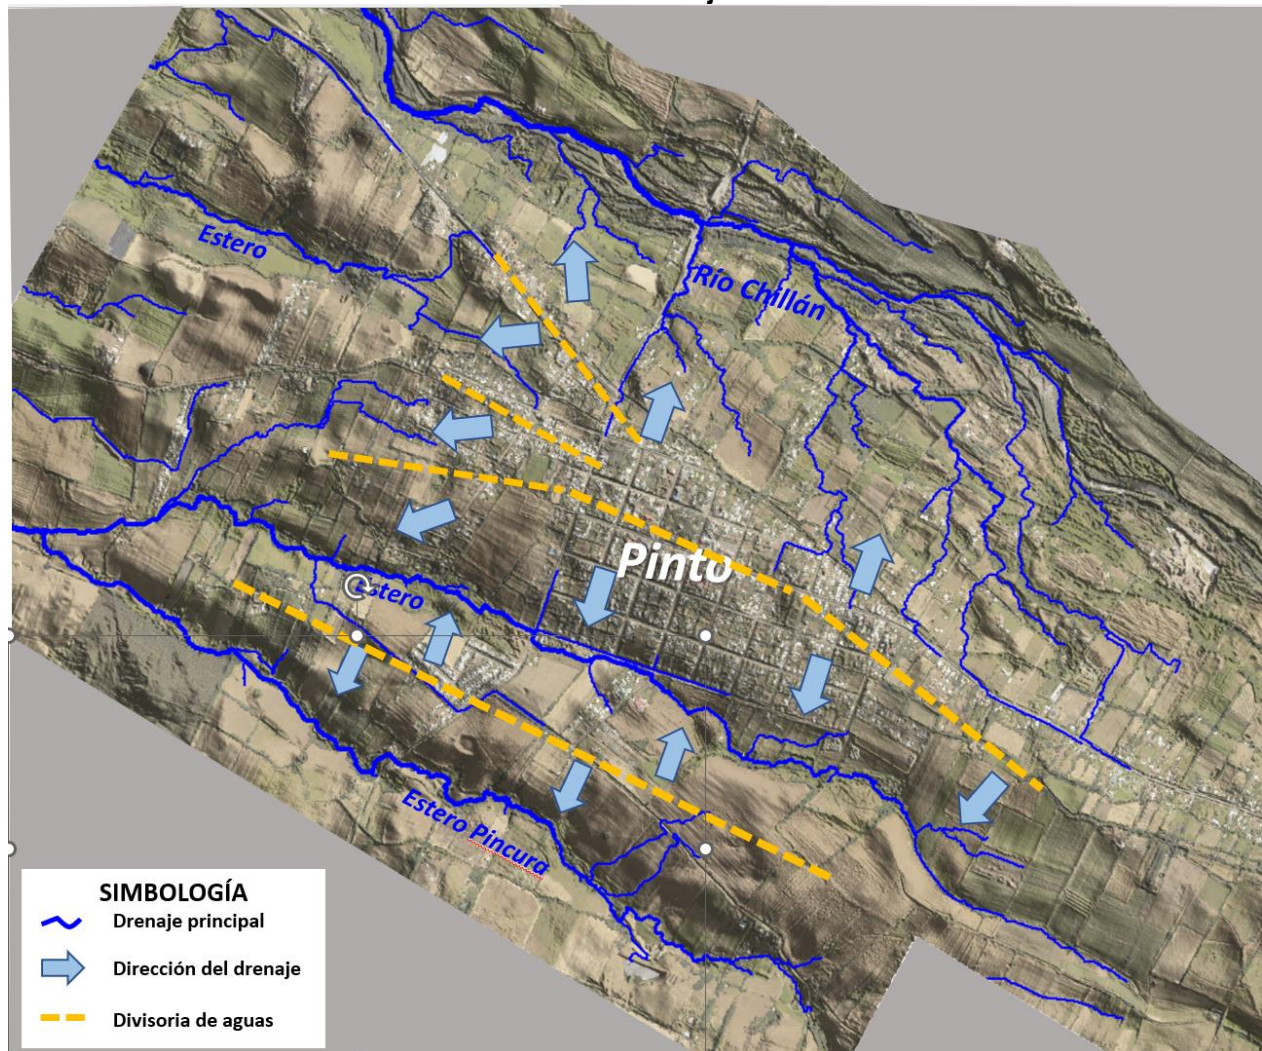 Estero
Río Chillán
Pinto
Estero
Estero Pincura
SIMBOLOGÍA
Drenaje principal
Dirección del drenaje
Divisoria de aguas